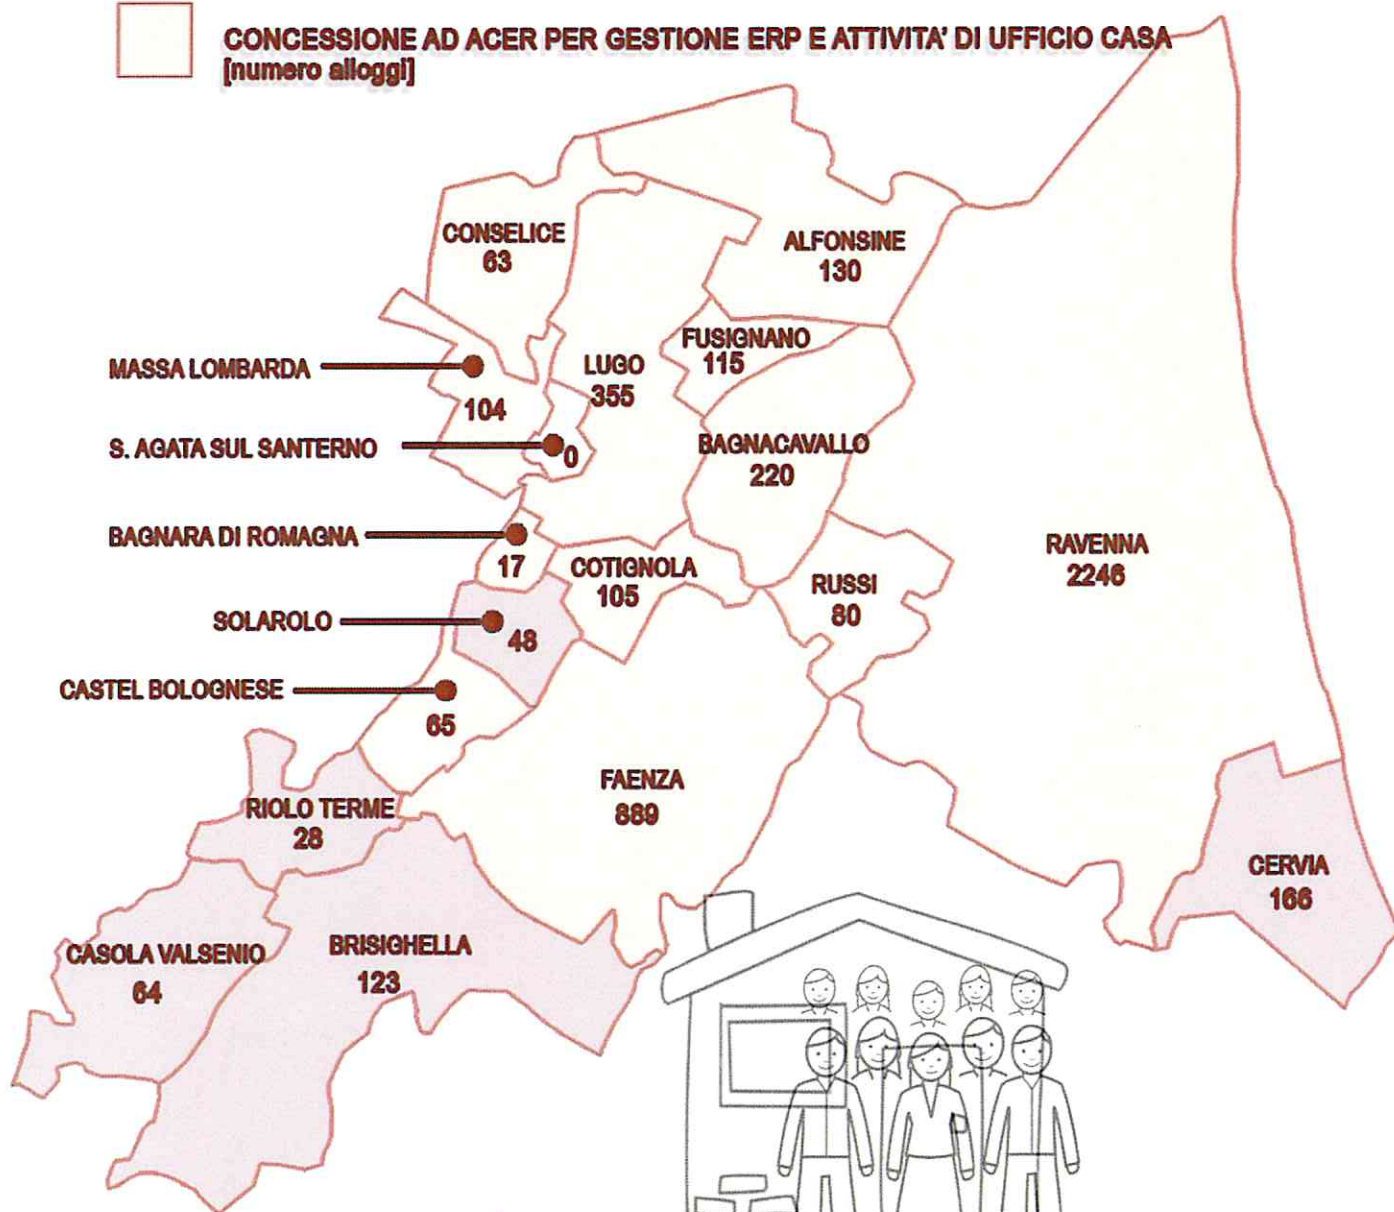 CONCESSIONE AD ACER PER GESTIONE ERP E ATTIVITA' DI UFFICIO CASA
[numero alloggi]
CONSELICE
63
ALFONSINE
130
FUSIGNANO
115
MASSA LOMBARDA
104
LUGO
355
S. AGATA SUL SANTERNO
0
BAGNACAVALLO
220
BAGNARA DI ROMAGNA
17
COTIGNOLA
105
RAVENNA
2246
RUSSI
80
SOLAROLO
48
CASTEL BOLOGNESE
65
FAENZA
889
RIOLO TERME
28
CERVIA
166
CASOLA VALSENIO
64
BRISIGHELLA
123